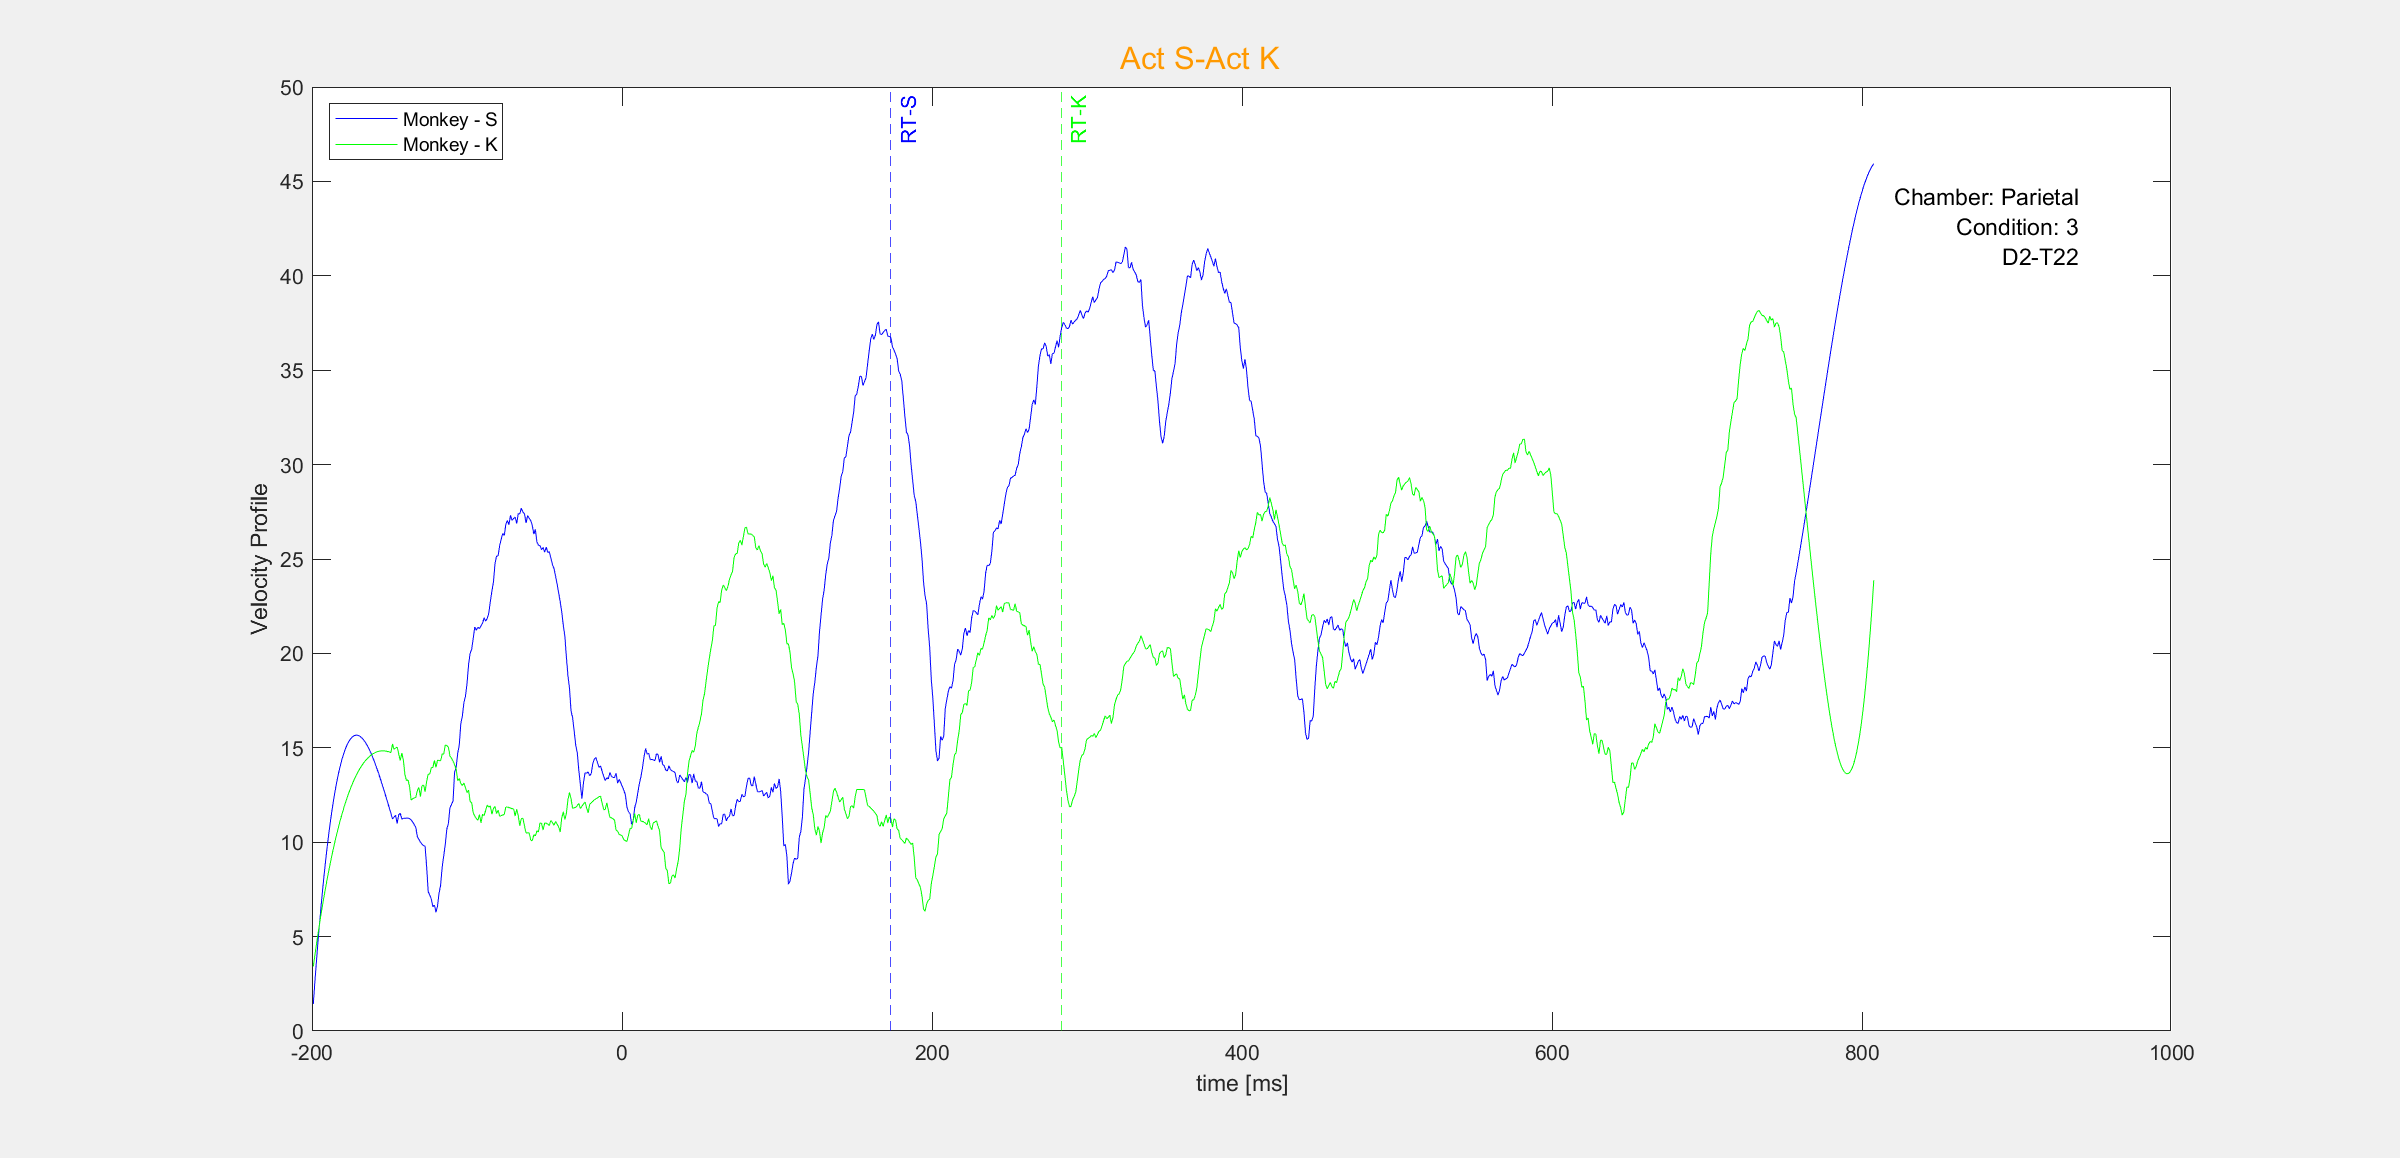 Act S-Act K
Monkey - S
Monkey - K
RT-S
RT-K
Chamber: Parietal
Condition: 3
D2-T22
Velocity Profile
50
45
40
35
30
25
20
15
10
5
0
-200
0
200
400
600
800
1000
time [ms]